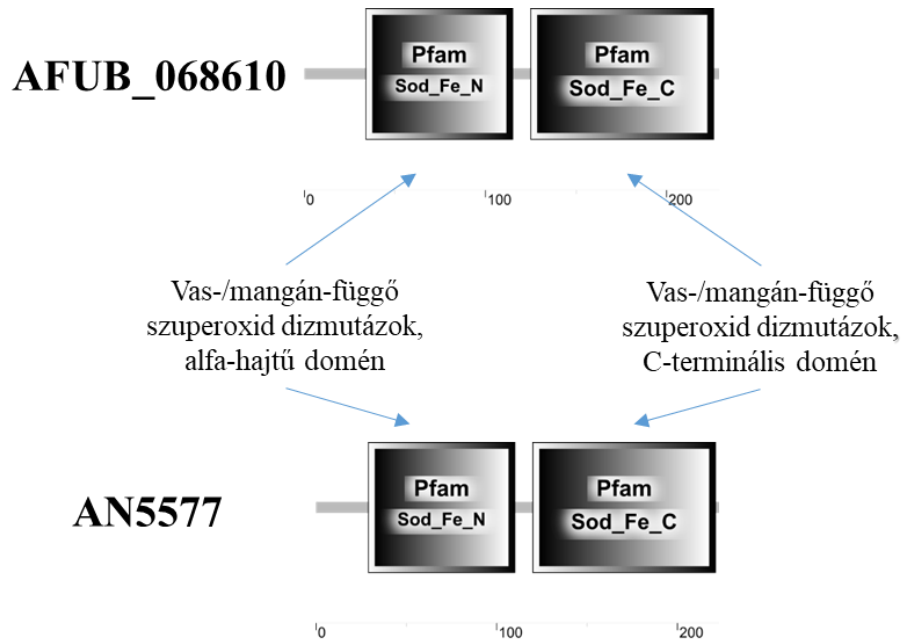 AFUB_068610
Pfam
Sod_Fe_N
Pfam
Sod_Fe_C
0
100
200
Vas-/mangán-függő
szuperoxid dizmutázok,
alfa-hajtű domén
Vas-/mangán-függő
szuperoxid dizmutázok,
C-terminális domén
AN5577
Pfam
Sod_Fe_N
Pfam
Sod_Fe_C
0
100
200